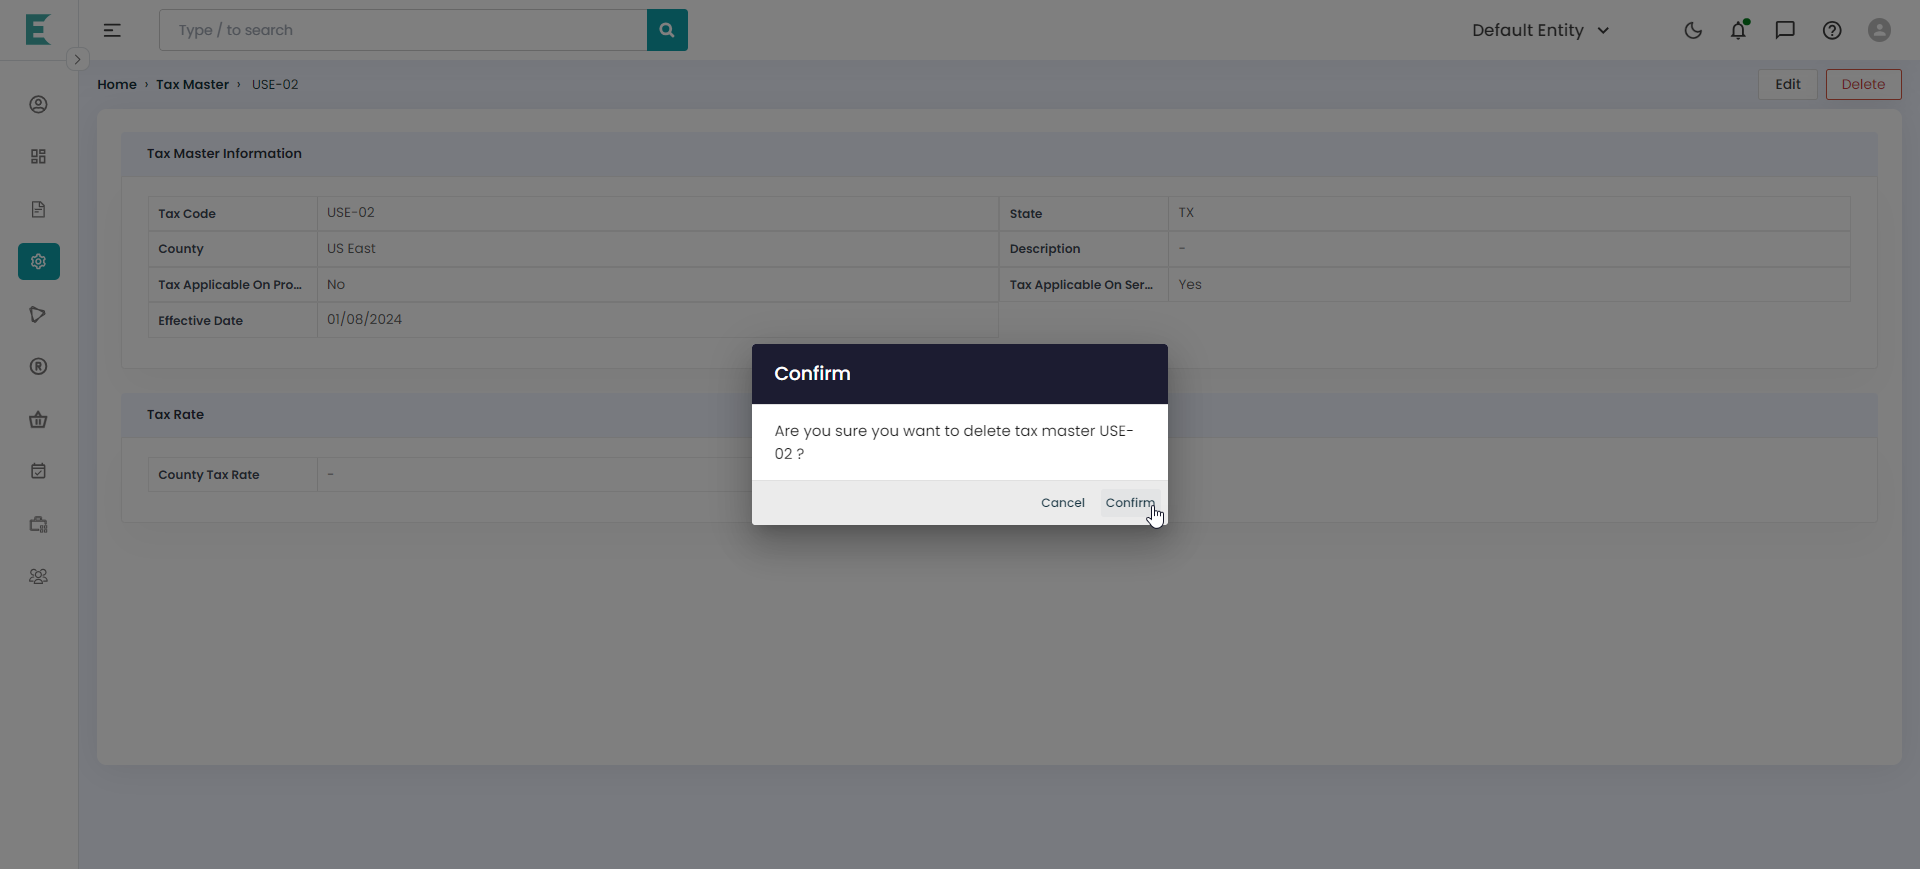 E
Type / to search
Default Entity
Home › Tax Master › USE-02
Edit
Delete
Tax Master Information
Tax Code
USE-02
State
TX
County
US East
Description
-
Tax Applicable On Pro...
No
Tax Applicable On Ser...
Yes
Effective Date
01/08/2024
Tax Rate
County Tax Rate
-
Confirm
Are you sure you want to delete tax master USE-
02 ?
Cancel
Confirm